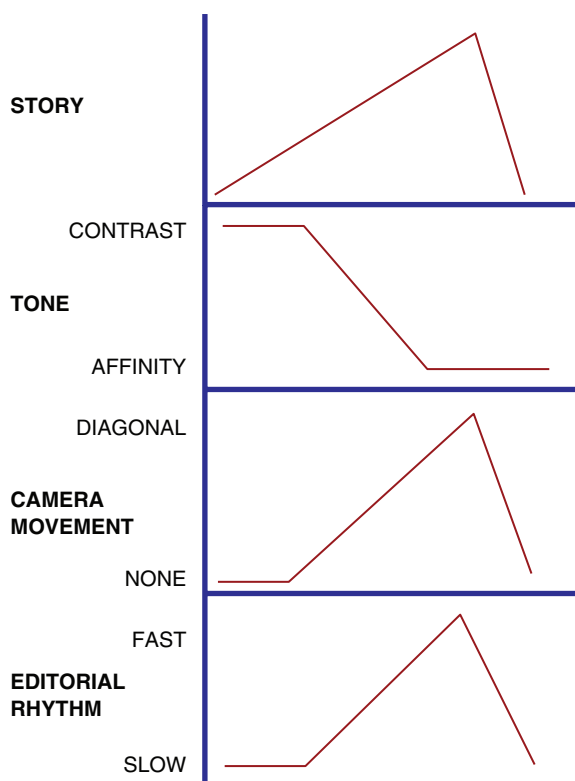 STORY
CONTRAST
TONE
AFFINITY
DIAGONAL
CAMERA
MOVEMENT
NONE
FAST
EDITORIAL
RHYTHM
SLOW